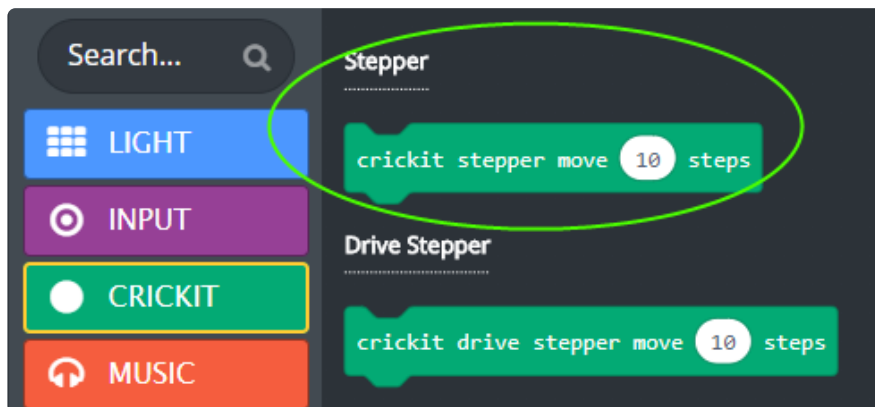 Search...
LIGHT
INPUT
CRICKIT
MUSIC
Stepper
crickit stepper move 10 steps
Drive Stepper
crickit drive stepper move 10 steps